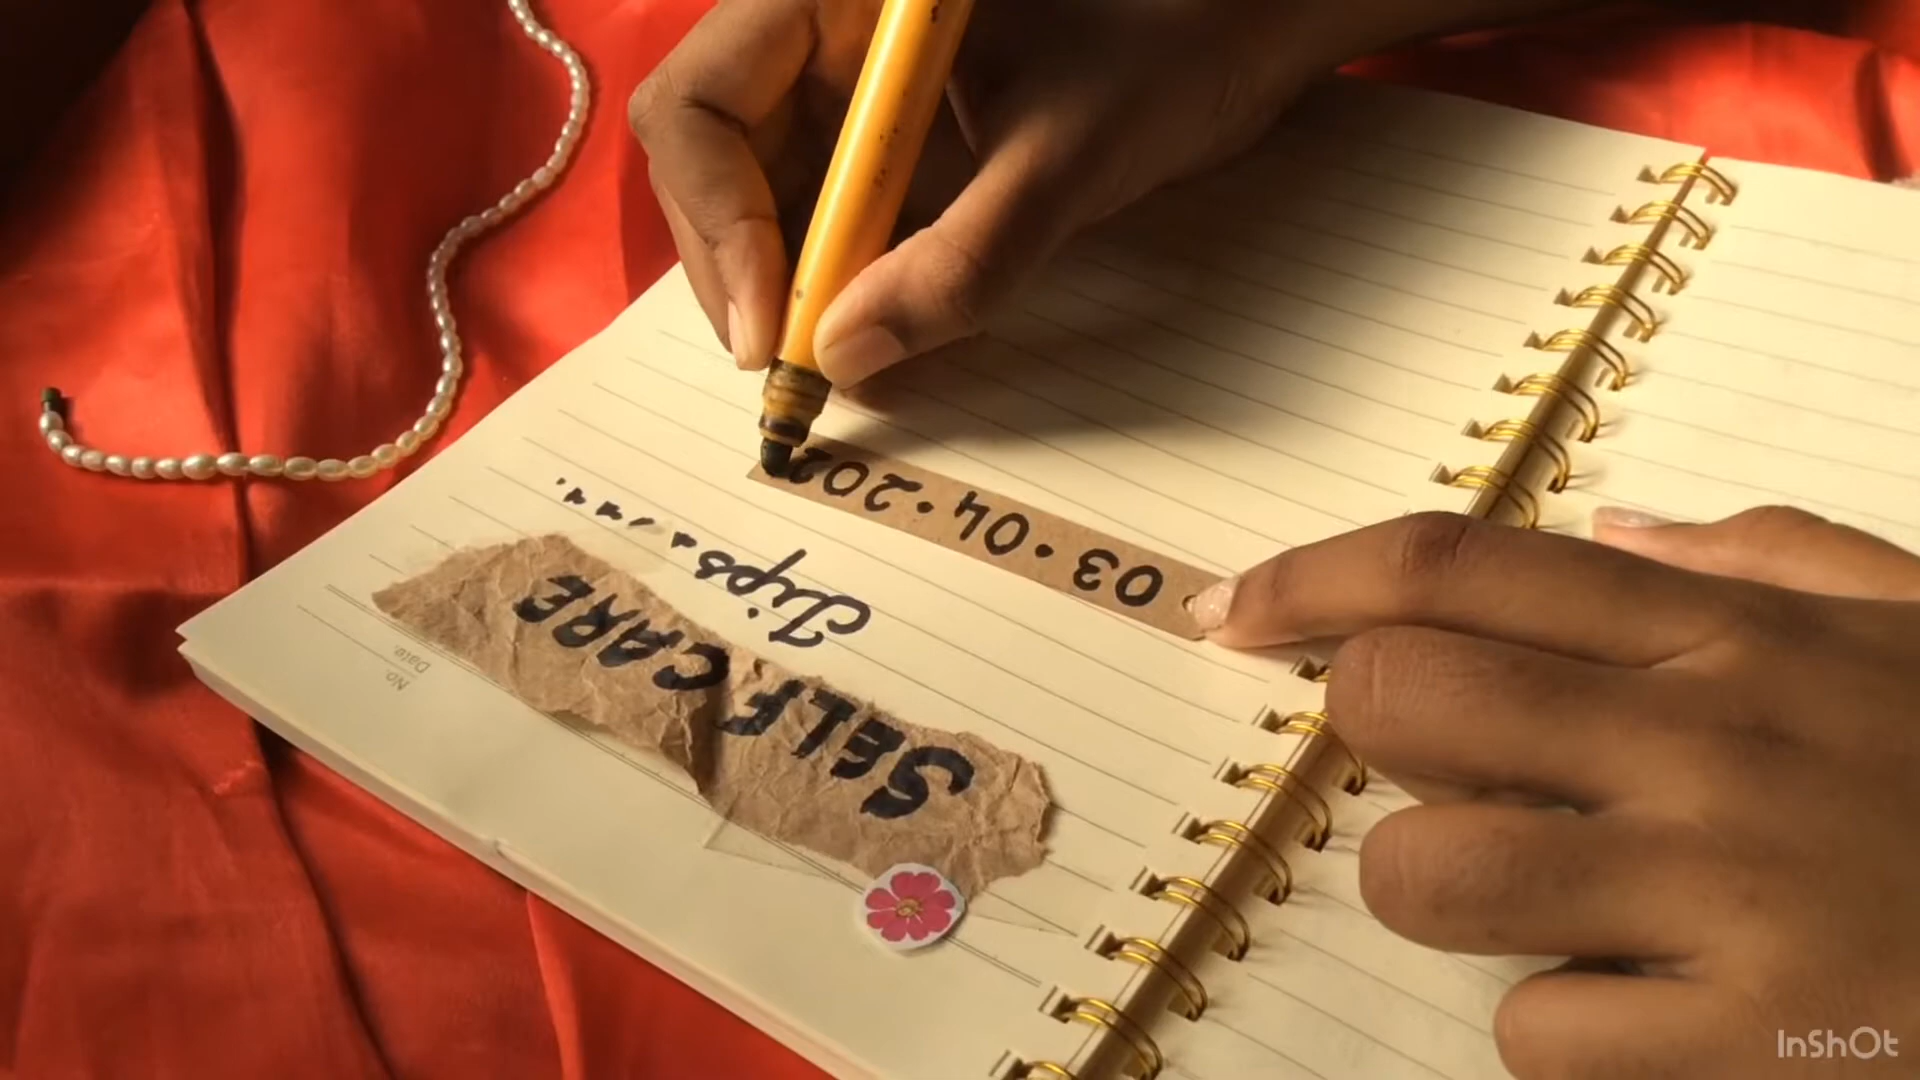 No.
Date.
SELF CARE
Tips
03.04.202
InShOt